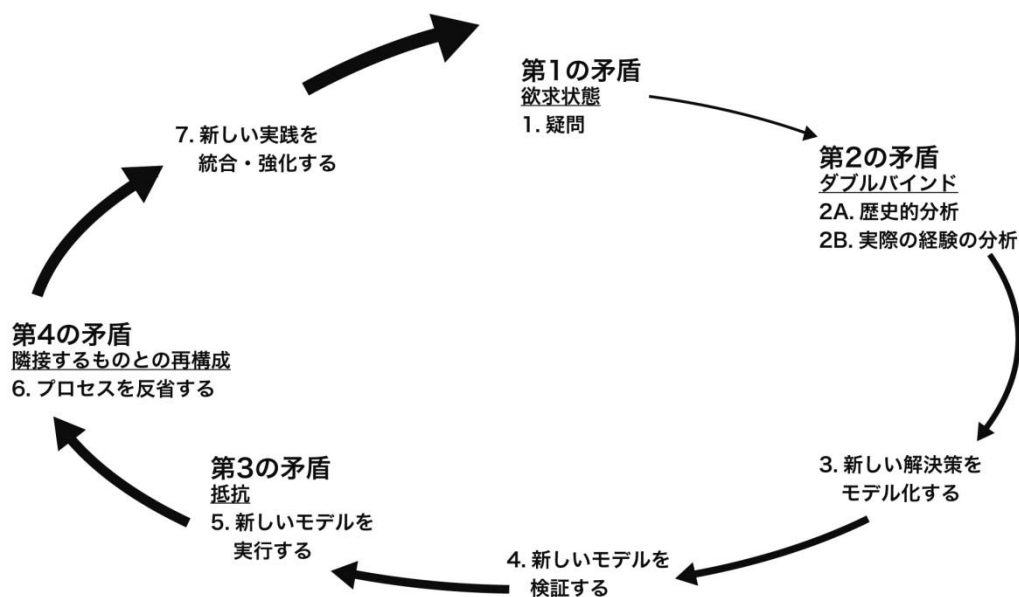 第1の矛盾
欲求状態
1. 疑問
第2の矛盾
ダブルバインド
2A. 歴史的分析
2B. 実際の経験の分析
3. 新しい解決策を
モデル化する
4. 新しいモデルを
検証する
第3の矛盾
抵抗
5. 新しいモデルを
実行する
第4の矛盾
隣接するものとの再構成
6. プロセスを反省する
7. 新しい実践を
統合・強化する